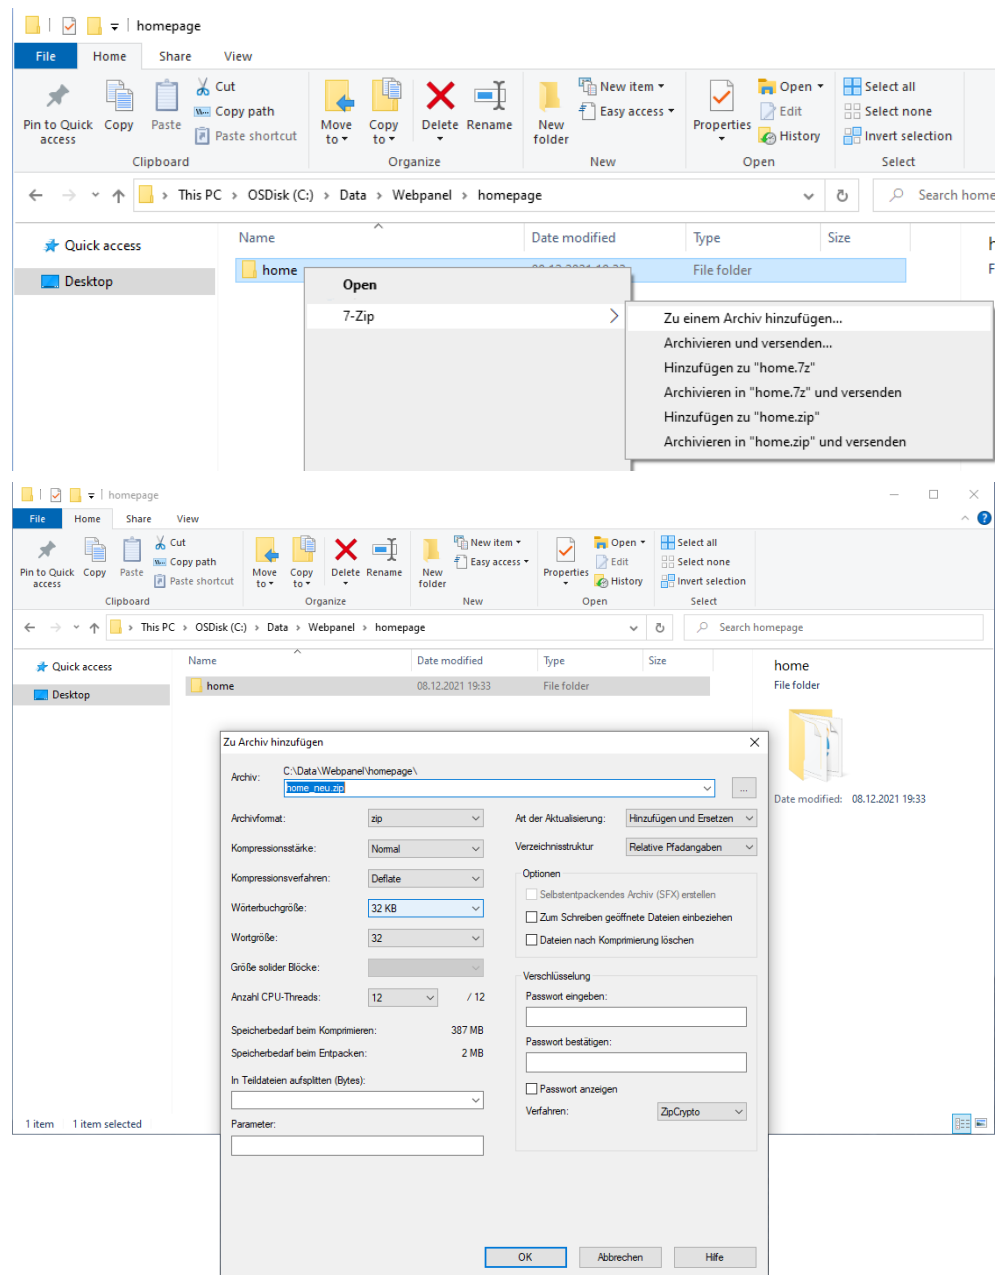 homepage
File Home Share View
Pin to Quick access Copy Paste Cut
Copy path
Paste shortcut
Move to Copy to Delete Rename New folder New item
Easy access
Properties Open
Edit
History
Select all
Select none
Invert selection
Clipboard Organize New Open Select
This PC > OSDisk (C:) > Data > Webpanel > homepage Search home
Quick access
Desktop
Name Date modified Type Size
home File folder
Open
7-Zip
Zu einem Archiv hinzufügen...
Archivieren und versenden...
Hinzufügen zu "home.7z"
Archivieren in "home.7z" und versenden
Hinzufügen zu "home.zip"
Archivieren in "home.zip" und versenden
homepage
File Home Share View
Pin to Quick access Copy Paste Cut
Copy path
Paste shortcut
Move to Copy to Delete Rename New folder New item
Easy access
Properties Open
Edit
History
Select all
Select none
Invert selection
Clipboard Organize New Open Select
This PC > OSDisk (C:) > Data > Webpanel > homepage Search homepage
Quick access
Desktop
Name Date modified Type Size
home 08.12.2021 19:33 File folder
home
File folder
Date modified: 08.12.2021 19:33
Zu Archiv hinzufügen
Archiv: C:\Data\Webpanel\homepage\
home_neu.zip ...
Archivformat: zip
Kompressionsstärke: Normal
Kompressionsverfahren: Deflate
Wörterbuchgröße: 32 KB
Wortgröße: 32
Größe solider Blöcke:
Anzahl CPU-Threads: 12 / 12
Speicherbedarf beim Komprimieren: 387 MB
Speicherbedarf beim Entpacken: 2 MB
In Teildateien aufsplitten (Bytes):
Parameter:
Art der Aktualisierung: Hinzufügen und Ersetzen
Verzeichnisstruktur Relative Pfadangaben
Optionen
Selbstentpackendes Archiv (SFX) erstellen
Zum Schreiben geöffnete Dateien einbeziehen
Dateien nach Komprimierung löschen
Verschlüsselung
Passwort eingeben:
Passwort bestätigen:
Passwort anzeigen
Verfahren: ZipCrypto
OK Abbrechen Hilfe
1 item 1 item selected